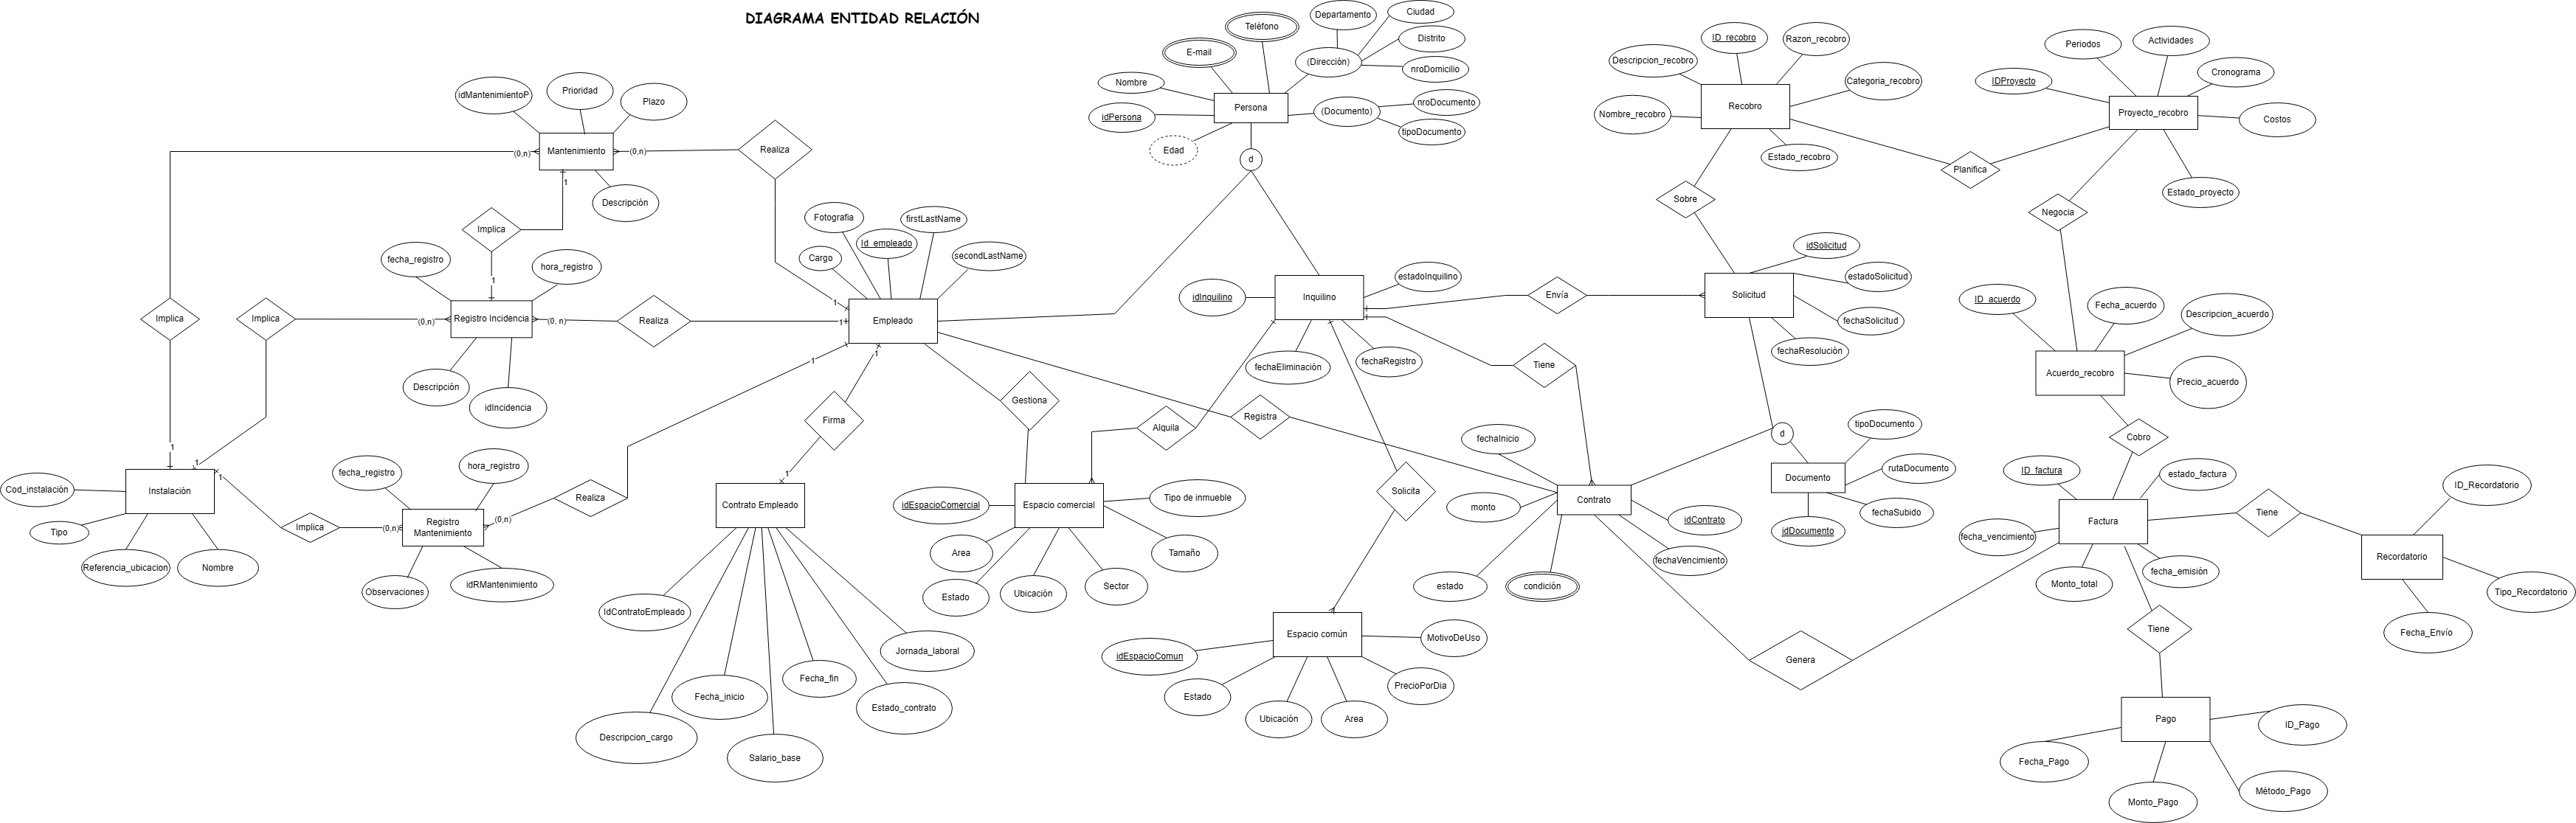 DIAGRAMA ENTIDAD RELACIÓN
idMantenimientoP
Prioridad
Plazo
Mantenimiento
(0,n)
(0,n)
1
Descripción
Realiza
Implica
1
fecha_registro
hora_registro
Registro Incidencia
(0,n)
(0, n)
Descripción
idIncidencia
Realiza
Implica
Implica
1
1
1
Cod_instalación
Instalación
Tipo
Referencia_ubicacion
Nombre
Implica
(0,n)
fecha_registro
hora_registro
Registro
Mantenimiento
(0,n)
Observaciones
idRMantenimiento
Realiza
Fotografia
firstLastName
Id_empleado
Cargo
secondLastName
Empleado
1
1
1
1
Firma
1
Contrato Empleado
IdContratoEmpleado
Descripcion_cargo
Fecha_inicio
Salario_base
Fecha_fin
Estado_contrato
Jornada_laboral
Teléfono
E-mail
Nombre
idPersona
Edad
Persona
Departamento
Ciudad
Distrito
(Dirección)
nroDomicilio
(Documento)
nroDocumento
tipoDocumento
d
Inquilino
idInquilino
estadoInquilino
fechaEliminación
fechaRegistro
Gestiona
Alquila
Registra
Envía
Tiene
Solicita
idEspacioComercial
Espacio comercial
Tipo de inmueble
Area
Estado
Ubicación
Sector
Tamaño
Espacio común
idEspacioComun
MotivoDeUso
Estado
Ubicación
Area
PrecioPorDia
fechaInicio
monto
Contrato
idContrato
estado
condición
fechaVencimiento
ID_recobro
Razon_recobro
Descripcion_recobro
Categoria_recobro
Nombre_recobro
Recobro
Estado_recobro
Sobre
Planifica
idSolicitud
Solicitud
estadoSolicitud
fechaSolicitud
fechaResolución
d
tipoDocumento
Documento
rutaDocumento
fechaSubido
idDocumento
Periodos
Actividades
IDProyecto
Cronograma
Proyecto_recobro
Costos
Estado_proyecto
Negocia
ID_acuerdo
Fecha_acuerdo
Descripcion_acuerdo
Acuerdo_recobro
Precio_acuerdo
Cobro
ID_factura
estado_factura
Factura
fecha_vencimiento
Monto_total
fecha_emisión
Tiene
ID_Recordatorio
Recordatorio
Tipo_Recordatorio
Fecha_Envío
Genera
Tiene
Pago
ID_Pago
Fecha_Pago
Monto_Pago
Método_Pago